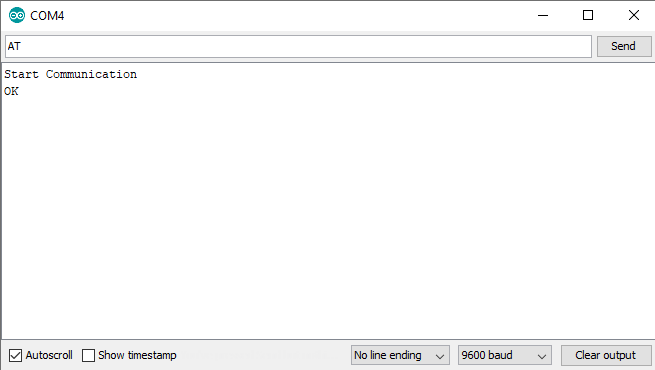 COM4
AT
Send
Start Communication
OK
Autoscroll
Show timestamp
No line ending
9600 baud
Clear output